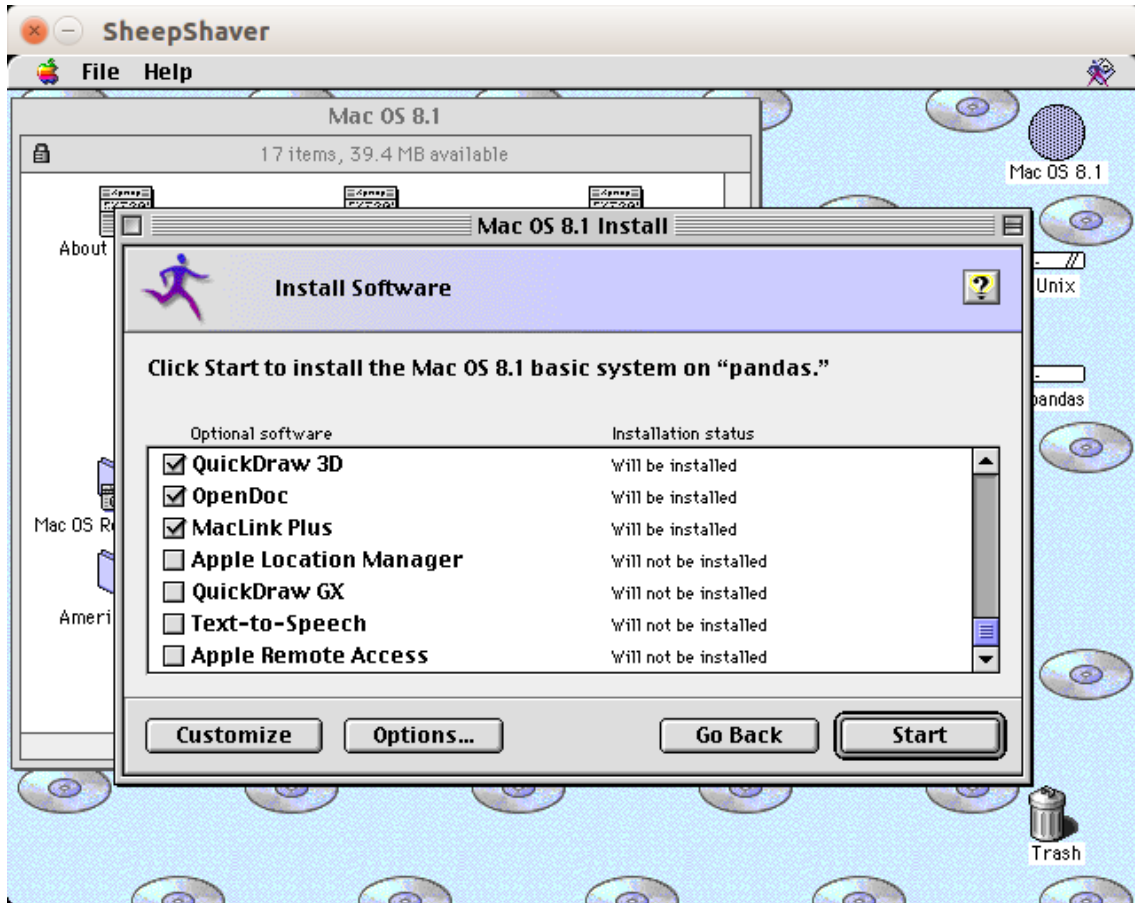 SheepShaver
File Help
Mac OS 8.1
17 items, 39.4 MB available
Mac OS 8.1
About
Mac OS 8.1 Install
Unix
Install Software
Click Start to install the Mac OS 8.1 basic system on “pandas.”
pandas
Optional software Installation status
QuickDraw 3D Will be installed
OpenDoc Will be installed
MacLink Plus Will be installed
Mac OS R
Apple Location Manager Will not be installed
QuickDraw GX Will not be installed
Ameri
Text-to-Speech Will not be installed
Apple Remote Access Will not be installed
Customize Options... Go Back Start
Trash